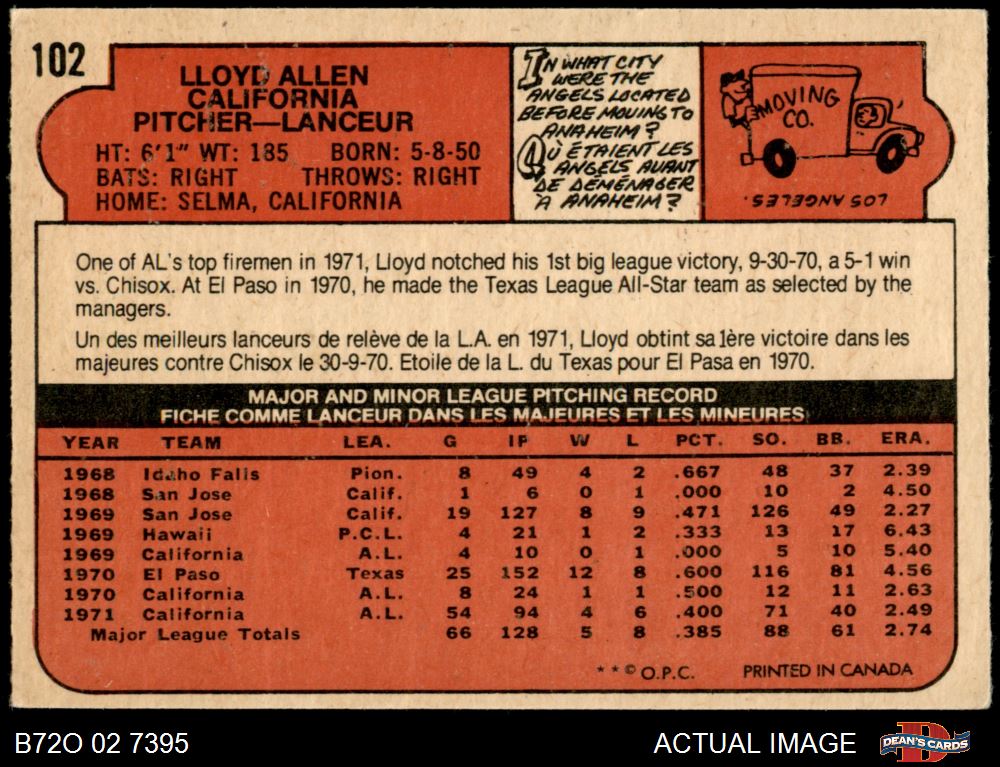 102
LLOYD ALLEN
CALIFORNIA
PITCHER—LANCEUR
HT: 6'1" WT: 185 BORN: 5-8-50
BATS: RIGHT THROWS: RIGHT
HOME: SELMA, CALIFORNIA
IN WHAT CITY
WERE THE
ANGELS LOCATED
BEFORE MOVING TO
ANAHEIM?
QÙ ÉTAIENT LES
ANGELS AVANT
DE DÉMÉNAGER
À ANAHEIM?
MOVING
CO.
LOS ANGELES.
One of AL's top firemen in 1971, Lloyd notched his 1st big league victory, 9-30-70, a 5-1 win
vs. Chisox. At El Paso in 1970, he made the Texas League All-Star team as selected by the
managers.
Un des meilleurs lanceurs de relève de la L.A. en 1971, Lloyd obtint sa 1ère victoire dans les
majeures contre Chisox le 30-9-70. Etoile de la L. du Texas pour El Pasa en 1970.
MAJOR AND MINOR LEAGUE PITCHING RECORD
FICHE COMME LANCEUR DANS LES MAJEURES ET LES MINEURES
YEAR TEAM LEA. G IP W L PCT. SO. BB. ERA.
1968 Idaho Falls Pion. 8 49 4 2 .667 48 37 2.39
1968 San Jose Calif. 1 6 0 1 .000 10 2 4.50
1969 San Jose Calif. 19 127 8 9 .471 126 49 2.27
1969 Hawaii P.C.L. 4 21 1 2 .333 13 17 6.43
1969 California A.L. 4 10 0 1 .000 5 10 5.40
1970 El Paso Texas 25 152 12 8 .600 116 81 4.56
1970 California A.L. 8 24 1 1 .500 12 11 2.63
1971 California A.L. 54 94 4 6 .400 71 40 2.49
Major League Totals 66 128 5 8 .385 88 61 2.74
* * © O.P.C. PRINTED IN CANADA
B72O 02 7395 ACTUAL IMAGE
D
DEAN'S CARDS